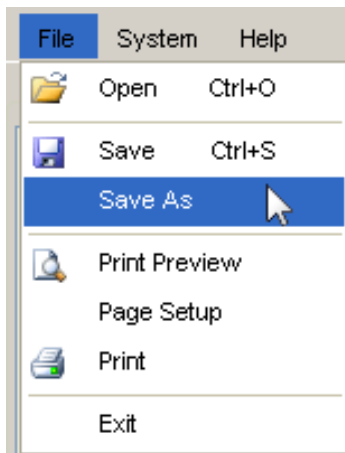 File System Help
Open Ctrl+O
Save Ctrl+S
Save As
Print Preview
Page Setup
Print
Exit